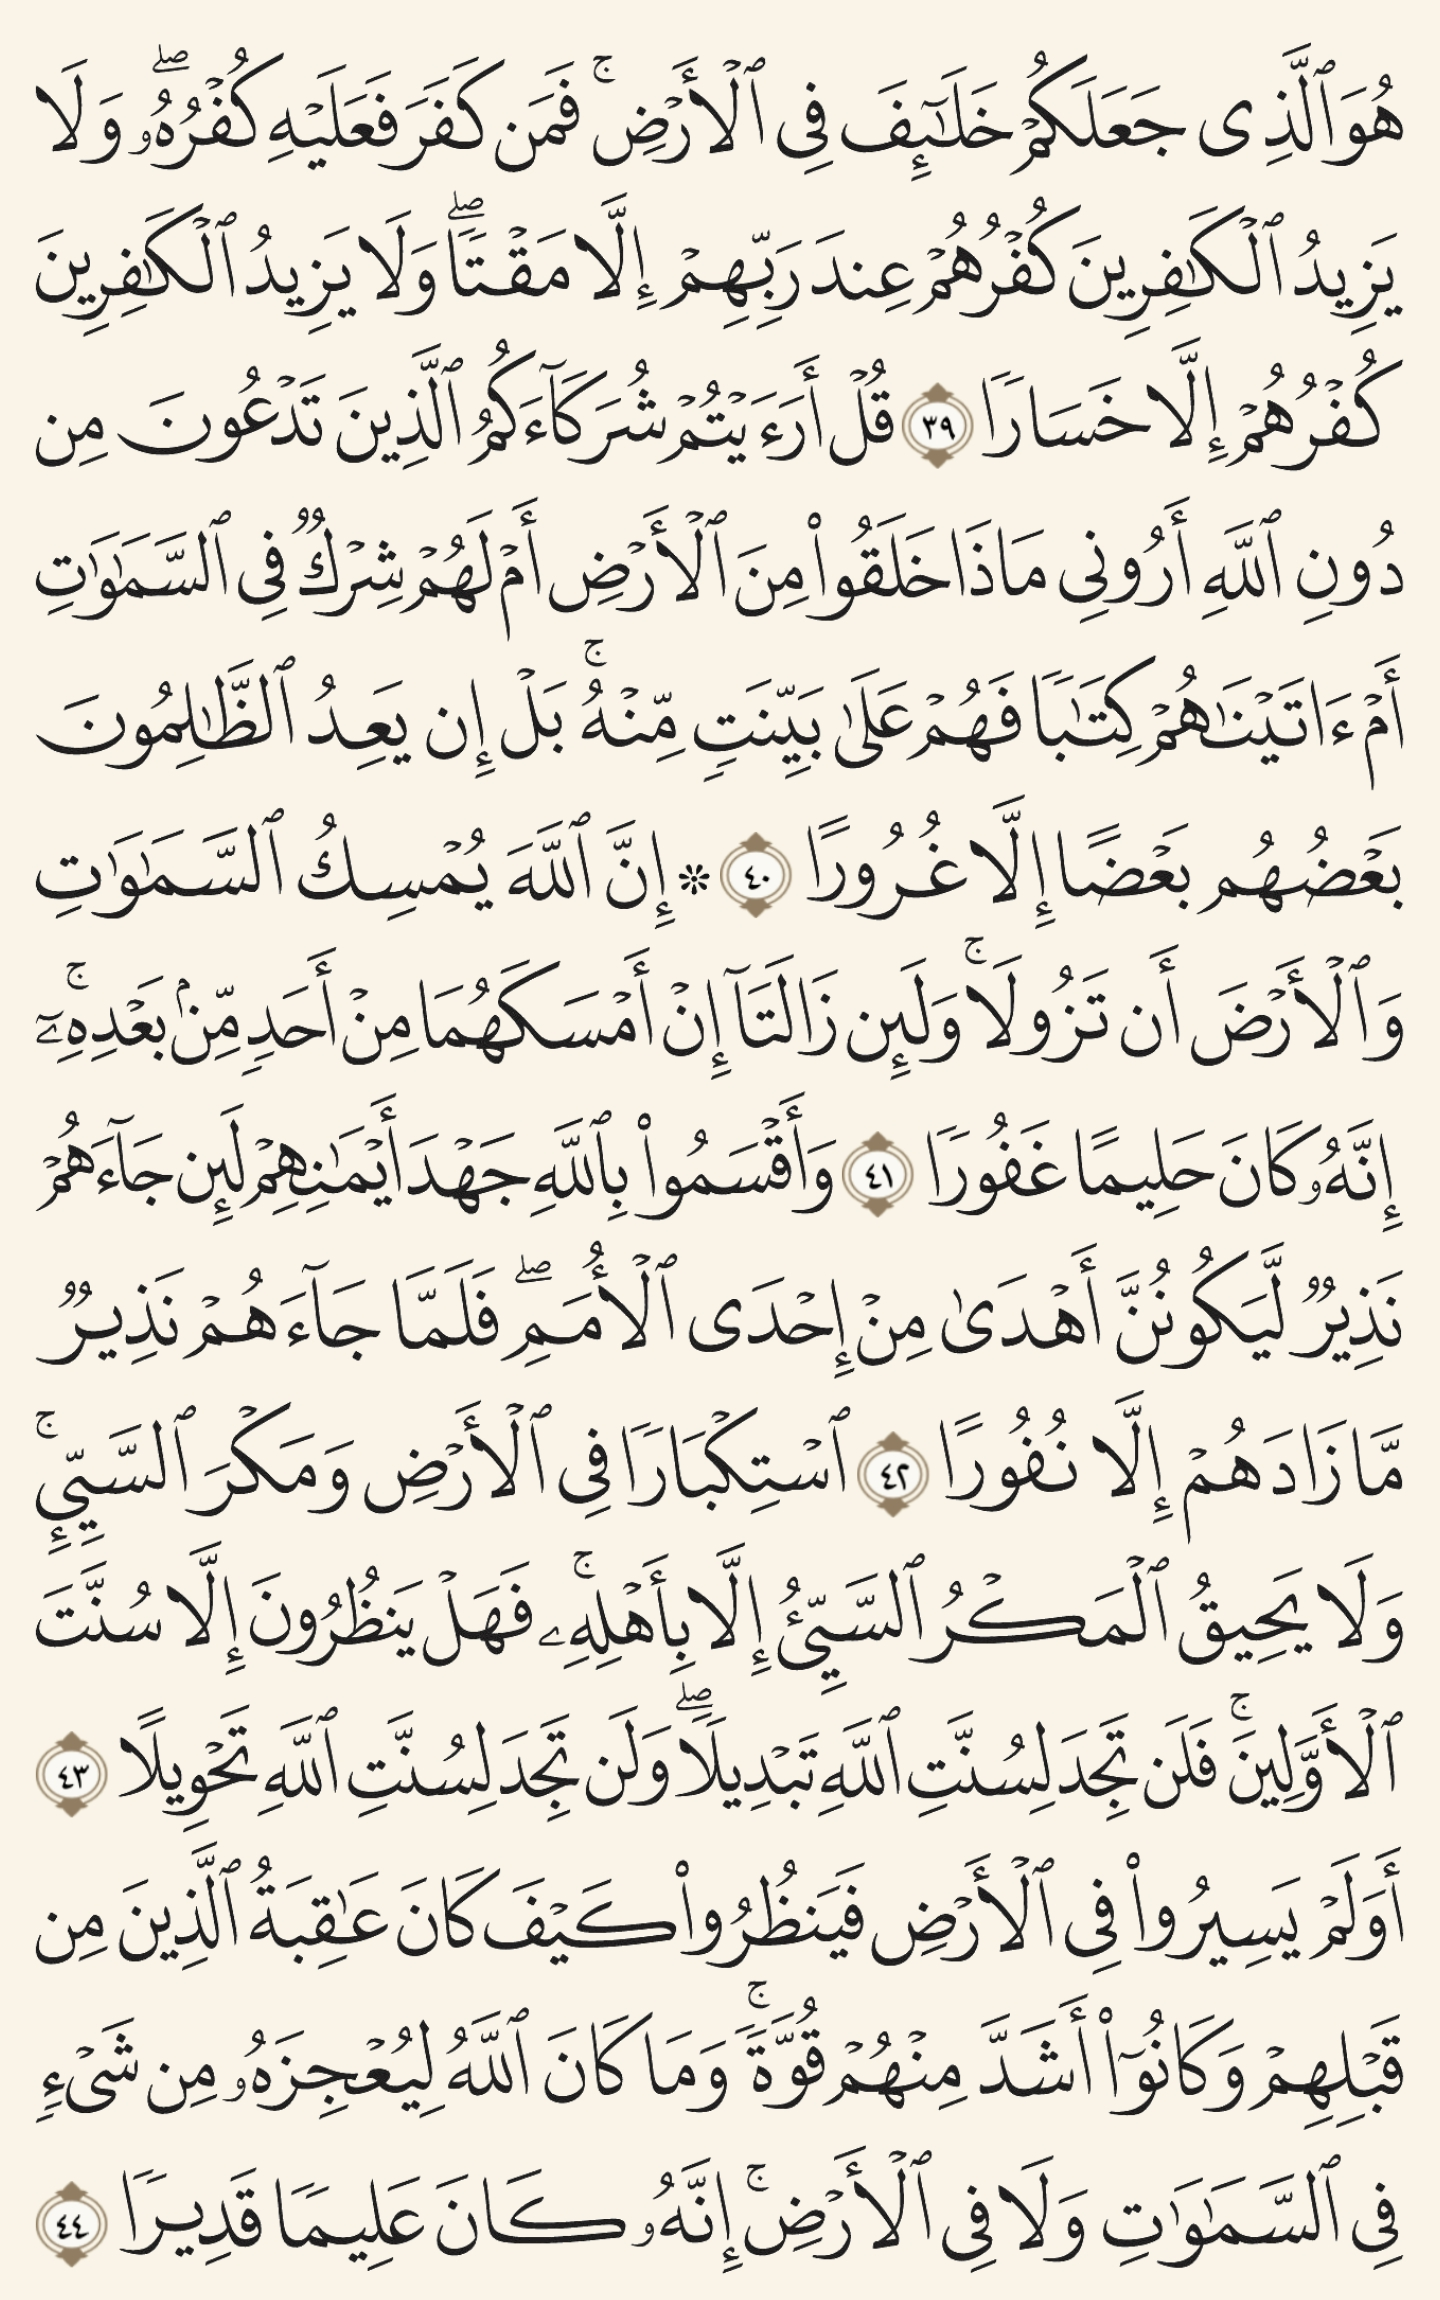 هُوَ ٱلَّذِى جَعَلَكُمْ خَلَـٰٓئِفَ فِى ٱلْأَرْضِ ۚ فَمَن كَفَرَ فَعَلَيْهِ كُفْرُهُۥ ۖ وَلَا
يَزِيدُ ٱلْكَـٰفِرِينَ كُفْرُهُمْ عِندَ رَبِّهِمْ إِلَّا مَقْتًا ۖ وَلَا يَزِيدُ ٱلْكَـٰفِرِينَ
كُفْرُهُمْ إِلَّا خَسَارًا ٣٩ قُلْ أَرَءَيْتُمْ شُرَكَآءَكُمُ ٱلَّذِينَ تَدْعُونَ مِن
دُونِ ٱللَّهِ أَرُونِى مَاذَا خَلَقُوا۟ مِنَ ٱلْأَرْضِ أَمْ لَهُمْ شِرْكٌ فِى ٱلسَّمَـٰوَٰتِ
أَمْ ءَاتَيْنَـٰهُمْ كِتَـٰبًا فَهُمْ عَلَىٰ بَيِّنَتٍ مِّنْهُ ۚ بَلْ إِن يَعِدُ ٱلظَّـٰلِمُونَ
بَعْضُهُم بَعْضًا إِلَّا غُرُورًا ٤٠ ۞ إِنَّ ٱللَّهَ يُمْسِكُ ٱلسَّمَـٰوَٰتِ
وَٱلْأَرْضَ أَن تَزُولَا ۚ وَلَئِن زَالَتَآ إِنْ أَمْسَكَهُمَا مِنْ أَحَدٍ مِّنۢ بَعْدِهِۦٓ ۚ
إِنَّهُۥ كَانَ حَلِيمًا غَفُورًا ٤١ وَأَقْسَمُوا۟ بِٱللَّهِ جَهْدَ أَيْمَـٰنِهِمْ لَئِن جَآءَهُمْ
نَذِيرٌ لَّيَكُونُنَّ أَهْدَىٰ مِنْ إِحْدَى ٱلْأُمَمِ ۖ فَلَمَّا جَآءَهُمْ نَذِيرٌ
مَّا زَادَهُمْ إِلَّا نُفُورًا ٤٢ ٱسْتِكْبَارًا فِى ٱلْأَرْضِ وَمَكْرَ ٱلسَّيِّئِ ۚ
وَلَا يَحِيقُ ٱلْمَكْرُ ٱلسَّيِّئُ إِلَّا بِأَهْلِهِۦ ۚ فَهَلْ يَنظُرُونَ إِلَّا سُنَّتَ
ٱلْأَوَّلِينَ ۚ فَلَن تَجِدَ لِسُنَّتِ ٱللَّهِ تَبْدِيلًا ۖ وَلَن تَجِدَ لِسُنَّتِ ٱللَّهِ تَحْوِيلًا ٤٣
أَوَلَمْ يَسِيرُوا۟ فِى ٱلْأَرْضِ فَيَنظُرُوا۟ كَيْفَ كَانَ عَـٰقِبَةُ ٱلَّذِينَ مِن
قَبْلِهِمْ وَكَانُوٓا۟ أَشَدَّ مِنْهُمْ قُوَّةً ۚ وَمَا كَانَ ٱللَّهُ لِيُعْجِزَهُۥ مِن شَىْءٍ
فِى ٱلسَّمَـٰوَٰتِ وَلَا فِى ٱلْأَرْضِ ۚ إِنَّهُۥ كَانَ عَلِيمًا قَدِيرًا ٤٤